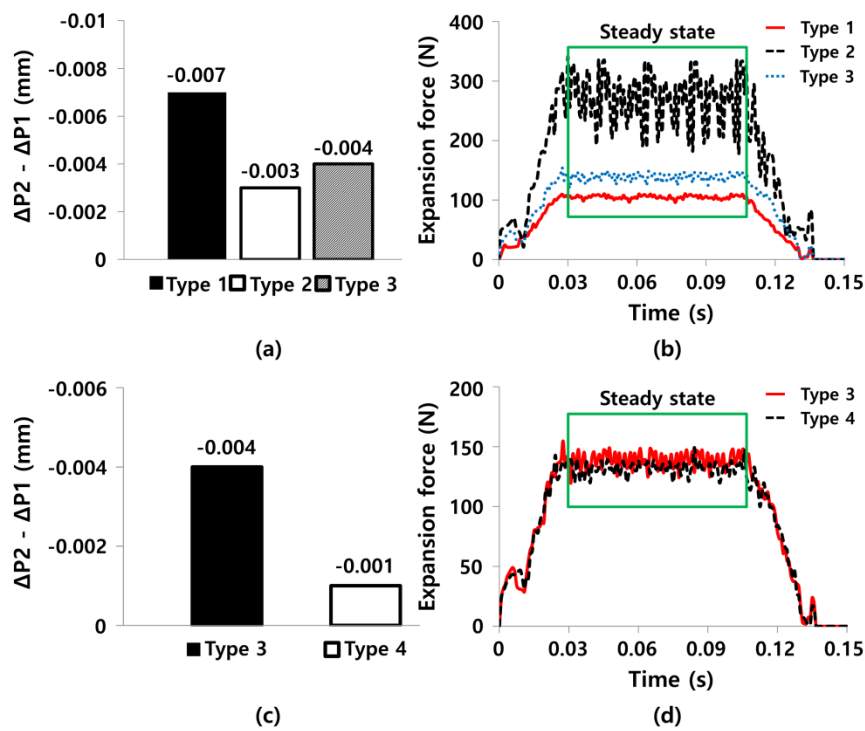 ΔP2 - ΔP1 (mm)
-0.01
-0.008
-0.006
-0.004
-0.002
0
-0.007
-0.003
-0.004
Type 1
Type 2
Type 3
(a)
Expansion force (N)
400
300
200
100
0
Steady state
Type 1
Type 2
Type 3
0
0.03
0.06
0.09
0.12
0.15
Time (s)
(b)
ΔP2 - ΔP1 (mm)
-0.006
-0.004
-0.002
0
-0.004
-0.001
Type 3
Type 4
(c)
Expansion force (N)
200
150
100
50
0
Steady state
Type 3
Type 4
0
0.03
0.06
0.09
0.12
0.15
Time (s)
(d)